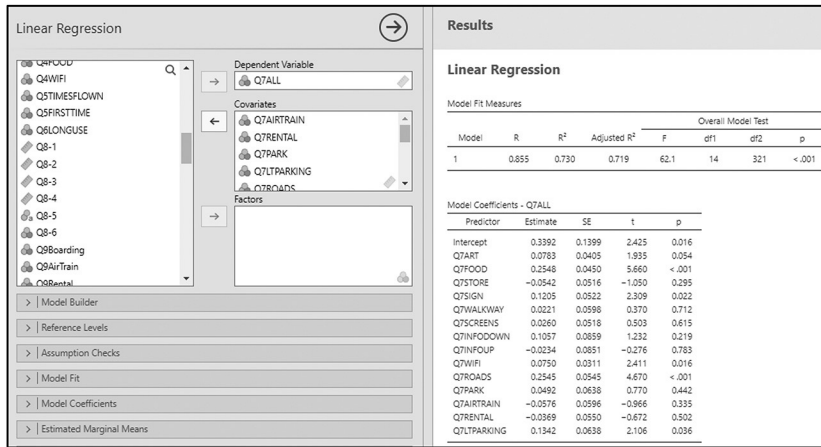 Linear Regression
Q4FOOD
Q4WIFI
Q5TIMESFLOWN
Q5FIRSTTIME
Q6LONGUSE
Q8-1
Q8-2
Q8-3
Q8-4
Q8-5
Q8-6
Q9Boarding
Q9AirTrain
Q9Rental
Dependent Variable
Q7ALL
Covariates
Q7AIRTRAIN
Q7RENTAL
Q7PARK
Q7LTPARKING
Q7ROADS
Factors
Model Builder
Reference Levels
Assumption Checks
Model Fit
Model Coefficients
Estimated Marginal Means
Results
Linear Regression
Model Fit Measures
Overall Model Test
Model R R² Adjusted R² F df1 df2 p
1 0.855 0.730 0.719 62.1 14 321 < .001
Model Coefficients - Q7ALL
Predictor Estimate SE t p
Intercept 0.3392 0.1399 2.425 0.016
Q7ART 0.0783 0.0405 1.935 0.054
Q7FOOD 0.2548 0.0450 5.660 < .001
Q7STORE −0.0542 0.0516 −1.050 0.295
Q7SIGN 0.1205 0.0522 2.309 0.022
Q7WALKWAY 0.0221 0.0598 0.370 0.712
Q7SCREENS 0.0260 0.0518 0.503 0.615
Q7INFODOWN 0.1057 0.0859 1.232 0.219
Q7INFOUP −0.0234 0.0851 −0.276 0.783
Q7WIFI 0.0750 0.0311 2.411 0.016
Q7ROADS 0.2545 0.0545 4.670 < .001
Q7PARK 0.0492 0.0638 0.770 0.442
Q7AIRTRAIN −0.0576 0.0596 −0.966 0.335
Q7RENTAL −0.0369 0.0550 −0.672 0.502
Q7LTPARKING 0.1342 0.0638 2.106 0.036